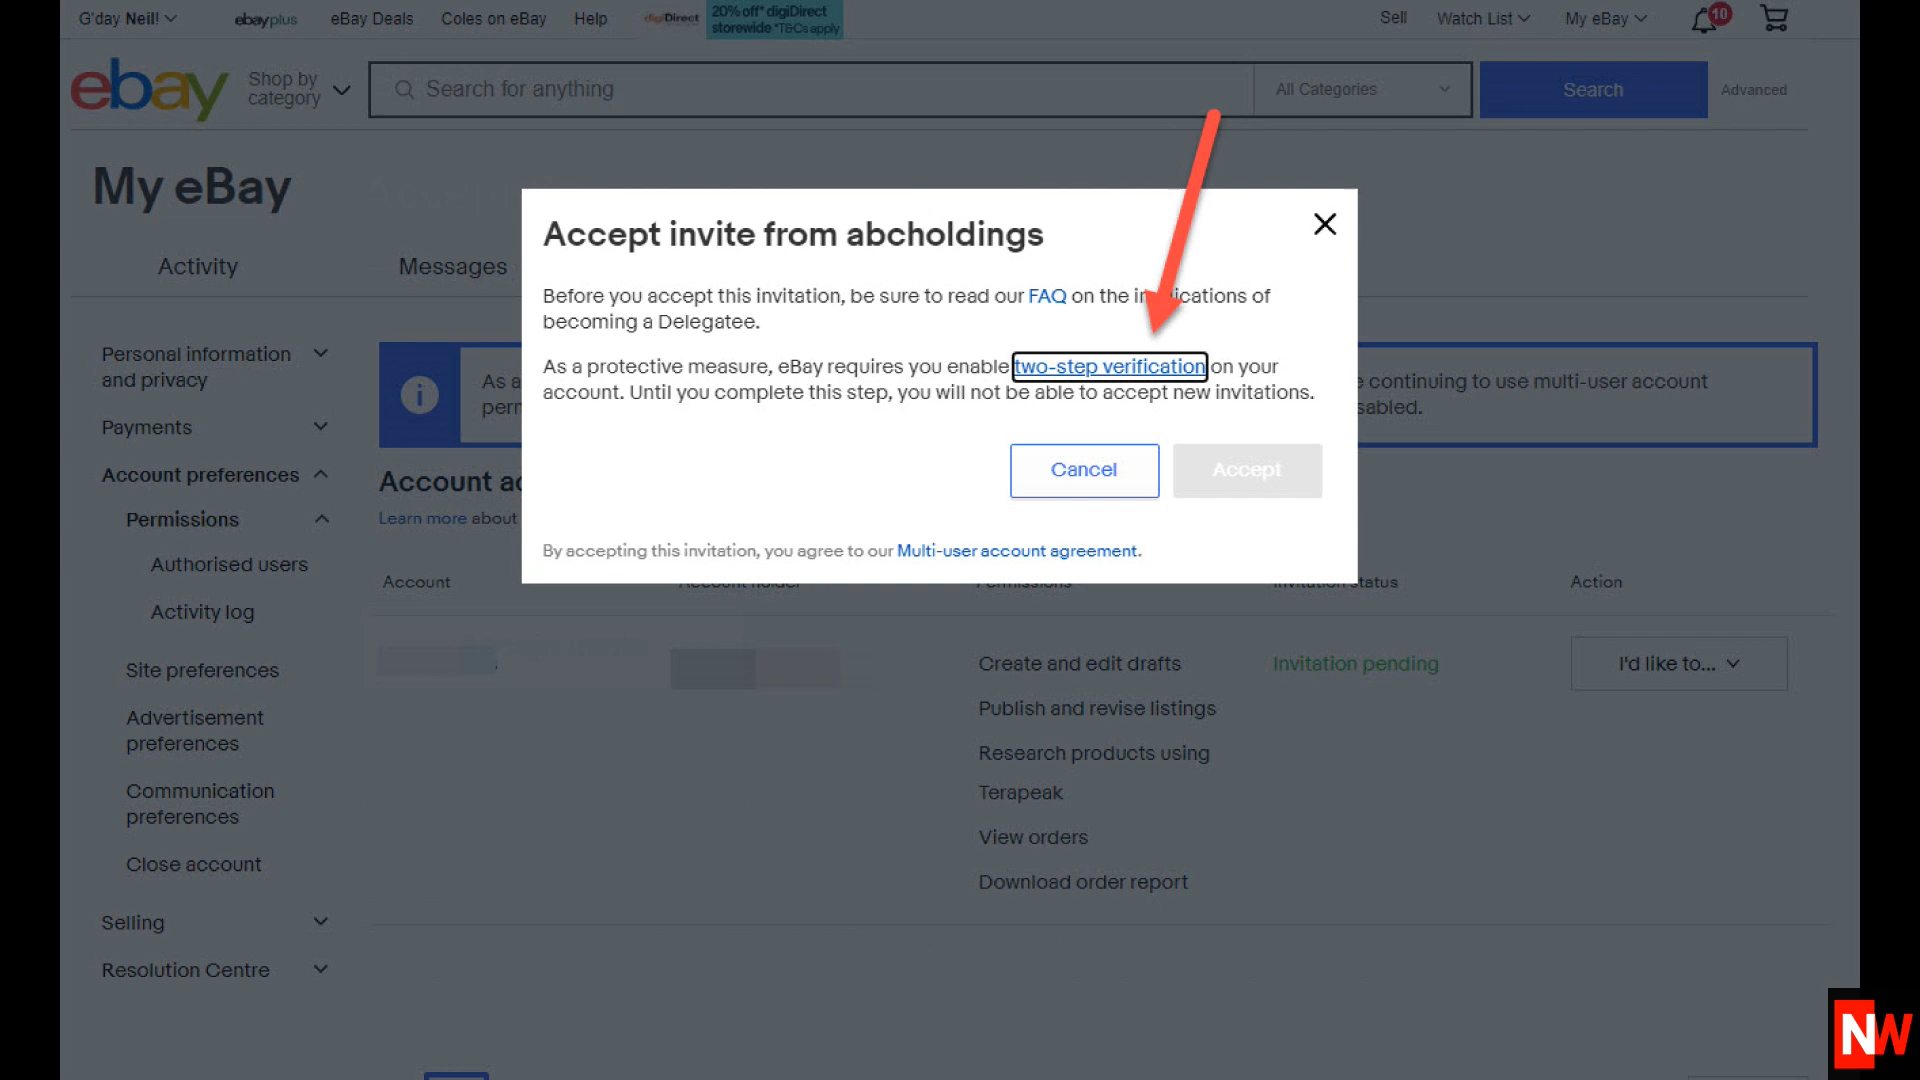 G'day Neil!
ebayplus
eBay Deals
Coles on eBay
Help
digiDirect
20% off* digiDirect
storewide *T&Cs apply
Sell
Watch List
My eBay
10
ebay
Shop by
category
Search for anything
All Categories
Search
Advanced
My eBay
Activity
Messages
Accept invite from abcholdings
Before you accept this invitation, be sure to read our FAQ on the i cations of
becoming a Delegatee.
As a protective measure, eBay requires you enable two-step verification on your
account. Until you complete this step, you will not be able to accept new invitations.
Cancel
Accept
By accepting this invitation, you agree to our Multi-user account agreement.
Personal information
and privacy
Payments
Account preferences
Permissions
Authorised users
Activity log
Site preferences
Advertisement
preferences
Communication
preferences
Close account
Selling
Resolution Centre
As a
continuing to use multi-user account
Account
Learn more about
Account
Account holder
Permissions
Invitation status
Action
Create and edit drafts
Publish and revise listings
Research products using
Terapeak
View orders
Download order report
Invitation pending
I'd like to...
NW